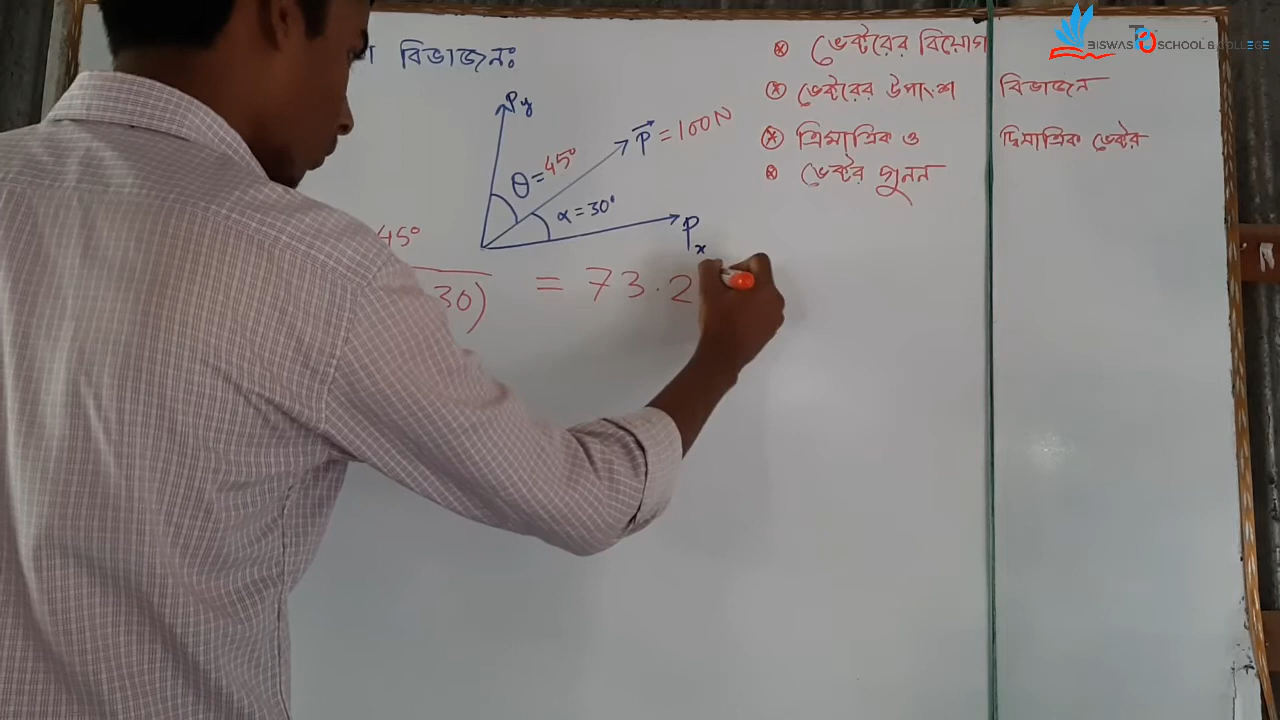 বিভাজনঃ
Py
θ=45°
P⃗ =100N
α=30°
Px
45°
30)
= 73.2
⊛ ভেক্টরের বিয়োগ
⊛ ভেক্টরের উপাংশ বিভাজন
⊛ ত্রিমাত্রিক ও দ্বিমাত্রিক ভেক্টর
⊛ ভেক্টর গুনন
BISWAS SCHOOL & COLLEGE